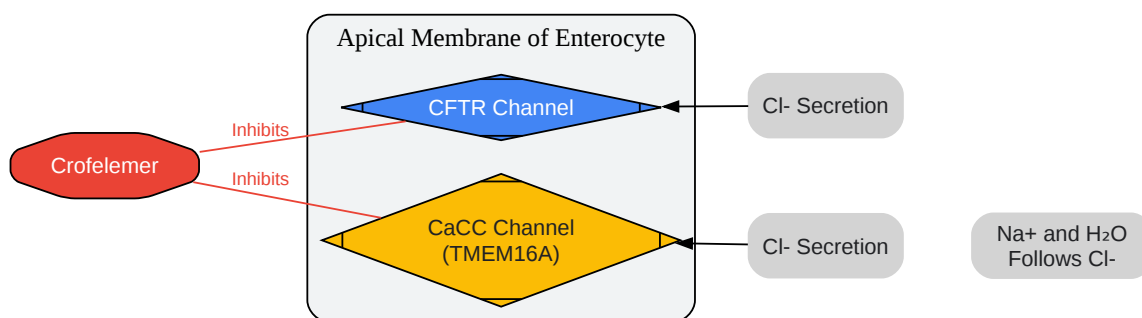 Apical Membrane of Enterocyte
CFTR Channel
Cl- Secretion
Inhibits
Crofelemer
Inhibits
CaCC Channel
(TMEM16A)
Cl- Secretion
Na+ and H₂O
Follows Cl-